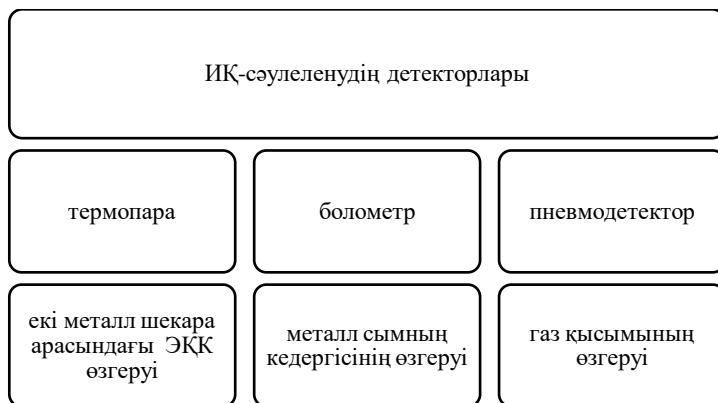 ИҚ-сәулеленудің детекторлары
термопара
болометр
пневмодетектор
екі металл шекара
арасындағы ЭҚК
өзгеруі
металл сымның
кедергісінің өзгеруі
газ қысымының
өзгеруі